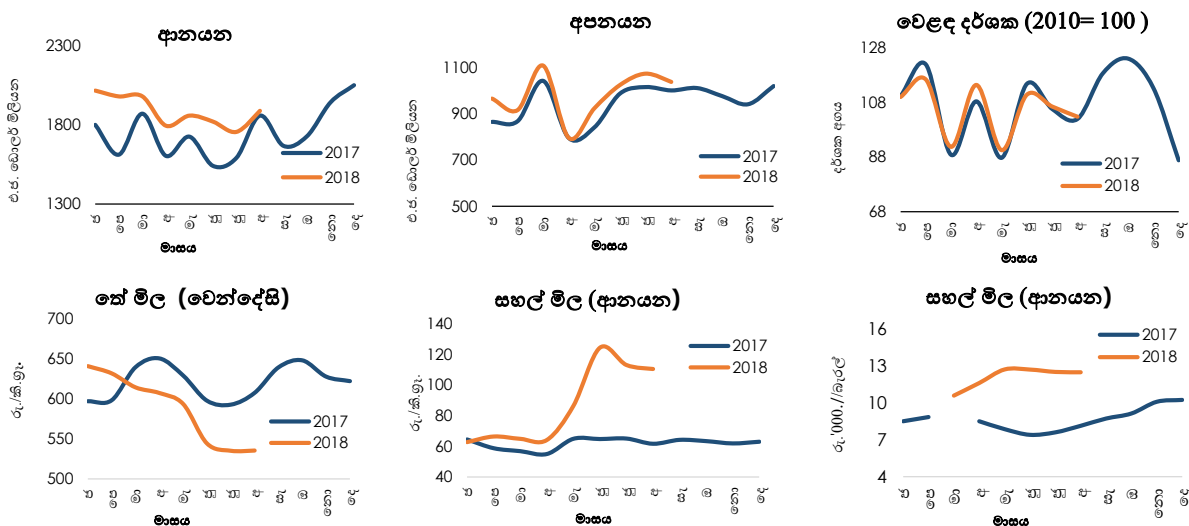 ආනයන
2300
1800
1300
එ.ජ. ඩොලර් මිලියන
2017
2018
ජ
පෙ
මා
අ
මැ
ජු
ජූ
අ
සැ
ඔ
නො
දෙ
මාසය
අපනයන
1100
900
700
500
එ.ජ. ඩොලර් මිලියන
2017
2018
ජ
පෙ
මා
අ
මැ
ජු
ජූ
අ
සැ
ඔ
නො
දෙ
මාසය
වෙළඳ දර්ශක (2010= 100 )
128
108
88
68
දර්ශක අගය
2017
2018
ජ
පෙ
මා
අ
මැ
ජු
ජූ
අ
සැ
ඔ
නො
දෙ
මාසය
තේ මිල (වෙන්දේසි)
700
650
600
550
500
රු./කි.ග්‍රෑ.
2017
2018
ජ
පෙ
මා
අ
මැ
ජු
ජූ
අ
සැ
ඔ
නො
දෙ
මාසය
සහල් මිල (ආනයන)
140
120
100
80
60
40
රු./කි.ග්‍රෑ.
2017
2018
ජ
පෙ
මා
අ
මැ
ජු
ජූ
අ
සැ
ඔ
නො
දෙ
මාසය
සහල් මිල (ආනයන)
16
13
10
7
4
රු.'000.//බැරල්
2017
2018
ජ
පෙ
මා
අ
මැ
ජු
ජූ
අ
සැ
ඔ
නො
දෙ
මාසය